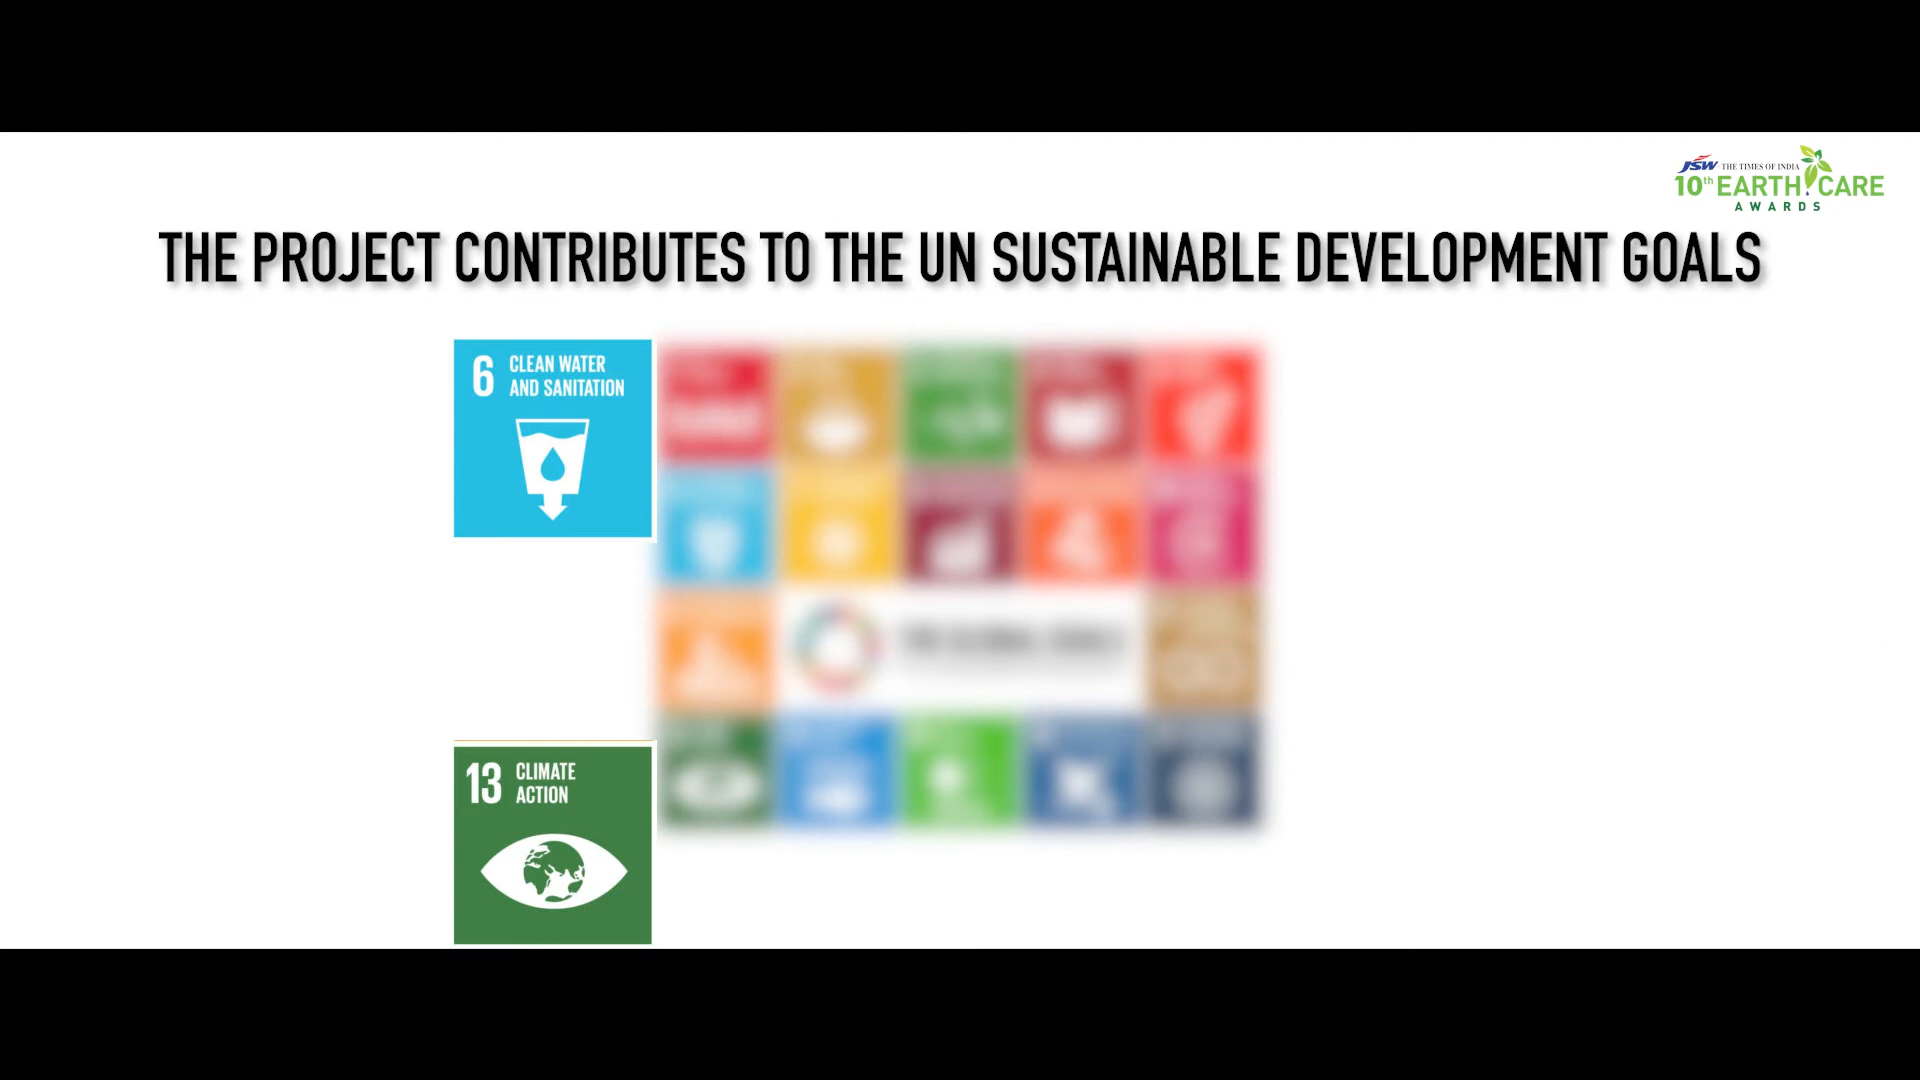 JSW THE TIMES OF INDIA
10th EARTH CARE
AWARDS
THE PROJECT CONTRIBUTES TO THE UN SUSTAINABLE DEVELOPMENT GOALS
6 CLEAN WATER
AND SANITATION
13 CLIMATE
ACTION